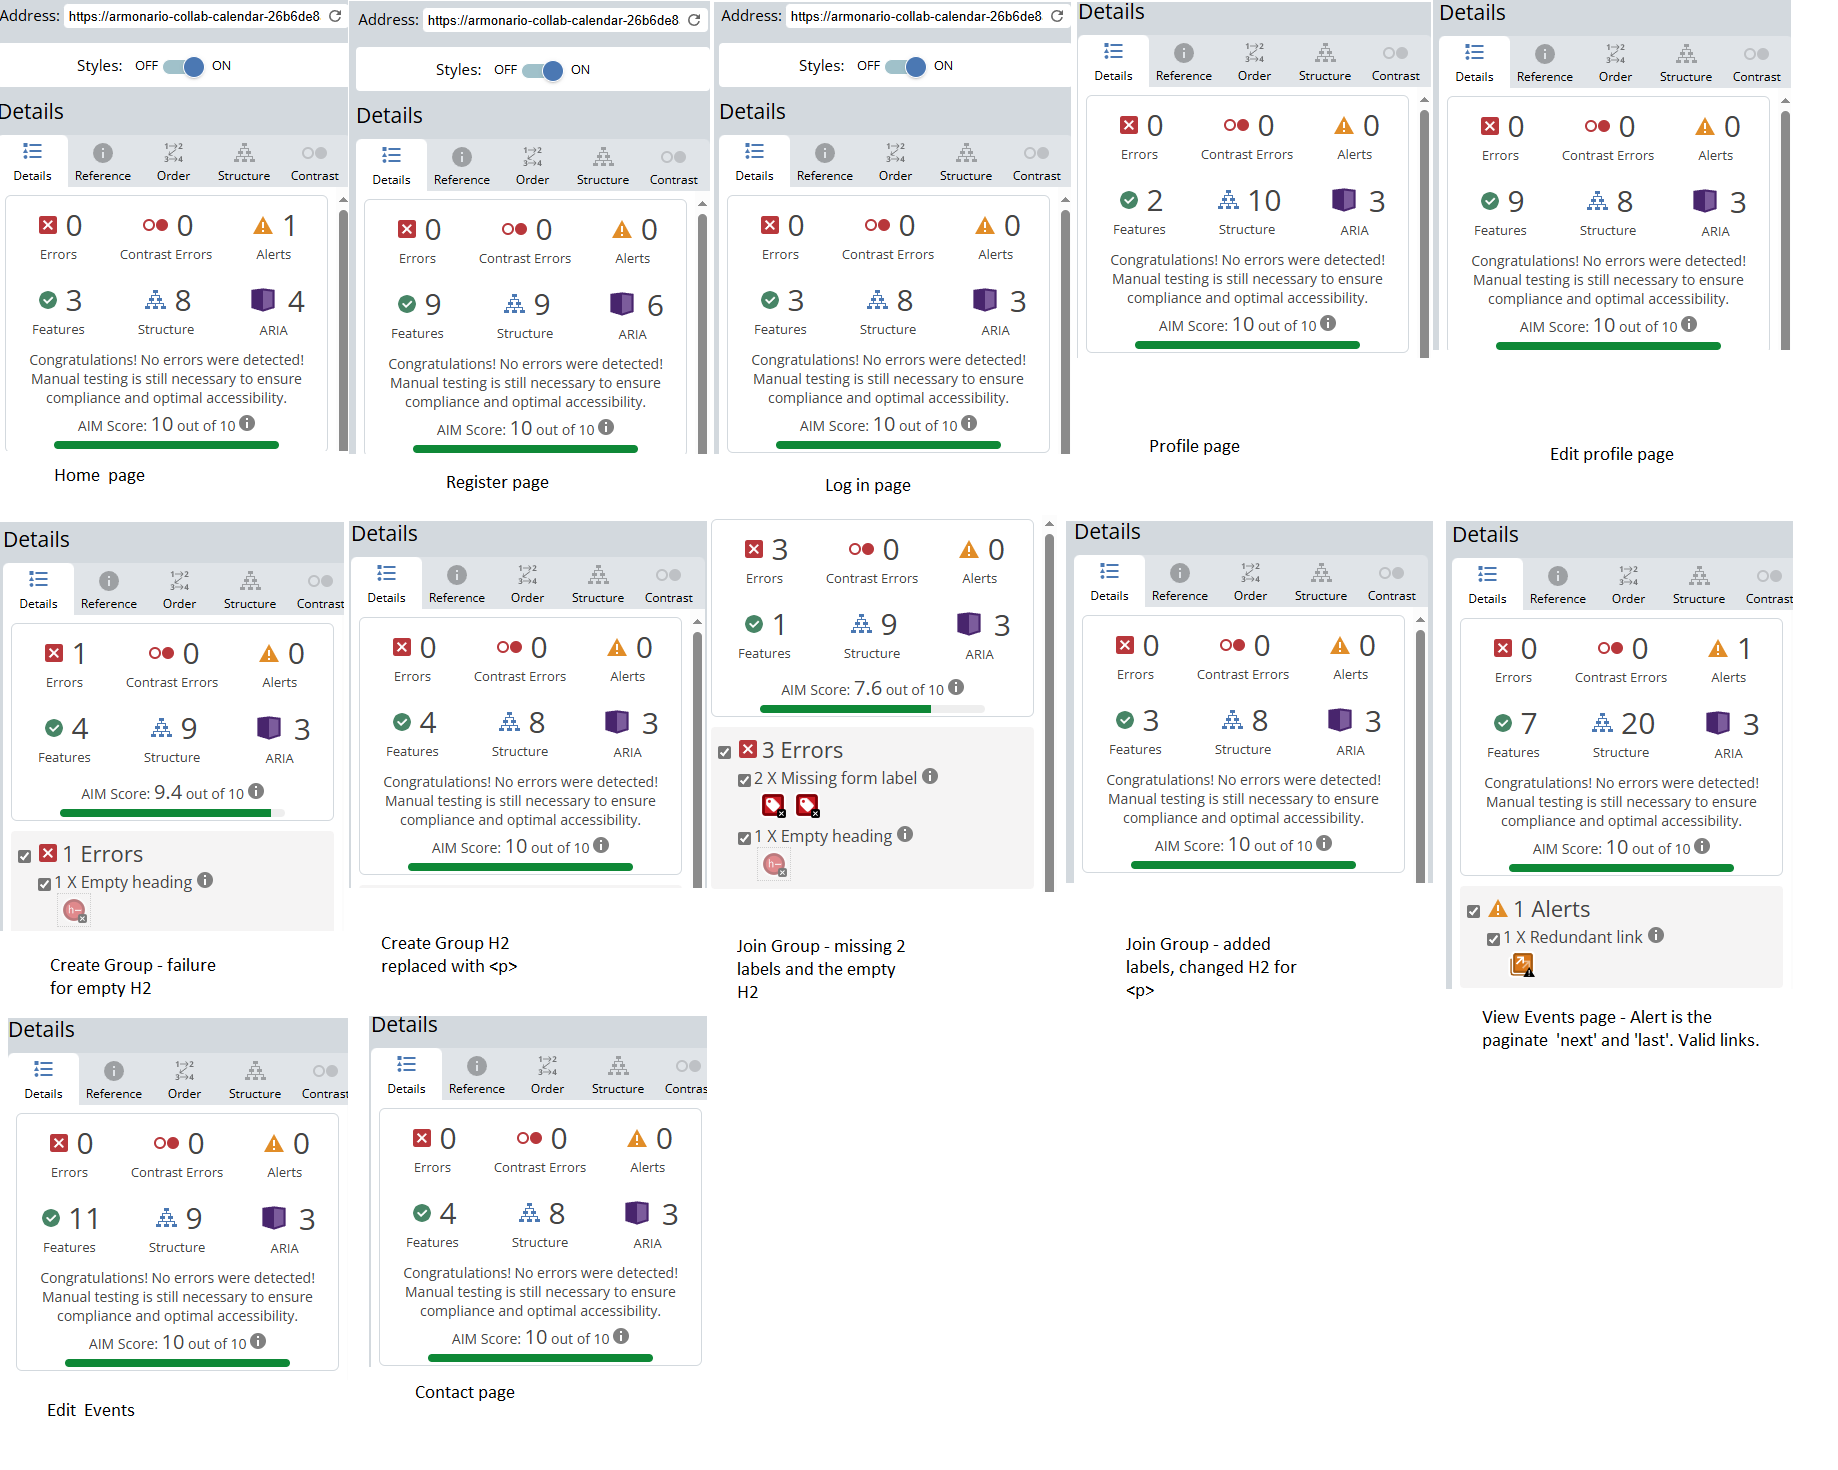 Address: https://armonario-collab-calendar-26b6de8
Styles: OFF ON
Details
Details Reference Order Structure Contrast
0 Errors 0 Contrast Errors 1 Alerts
3 Features 8 Structure 4 ARIA
Congratulations! No errors were detected!
Manual testing is still necessary to ensure
compliance and optimal accessibility.
AIM Score: 10 out of 10
Home page
Address: https://armonario-collab-calendar-26b6de8
Styles: OFF ON
Details
Details Reference Order Structure Contrast
0 Errors 0 Contrast Errors 0 Alerts
9 Features 9 Structure 6 ARIA
Congratulations! No errors were detected!
Manual testing is still necessary to ensure
compliance and optimal accessibility.
AIM Score: 10 out of 10
Register page
Address: https://armonario-collab-calendar-26b6de8
Styles: OFF ON
Details
Details Reference Order Structure Contrast
0 Errors 0 Contrast Errors 0 Alerts
3 Features 8 Structure 3 ARIA
Congratulations! No errors were detected!
Manual testing is still necessary to ensure
compliance and optimal accessibility.
AIM Score: 10 out of 10
Log in page
Details
Details Reference Order Structure Contrast
0 Errors 0 Contrast Errors 0 Alerts
2 Features 10 Structure 3 ARIA
Congratulations! No errors were detected!
Manual testing is still necessary to ensure
compliance and optimal accessibility.
AIM Score: 10 out of 10
Profile page
Details
Details Reference Order Structure Contrast
0 Errors 0 Contrast Errors 0 Alerts
9 Features 8 Structure 3 ARIA
Congratulations! No errors were detected!
Manual testing is still necessary to ensure
compliance and optimal accessibility.
AIM Score: 10 out of 10
Edit profile page
Details
Details Reference Order Structure Contrast
1 Errors 0 Contrast Errors 0 Alerts
4 Features 9 Structure 3 ARIA
AIM Score: 9.4 out of 10
1 Errors
1 X Empty heading
h-
Create Group - failure
for empty H2
Details
Details Reference Order Structure Contrast
0 Errors 0 Contrast Errors 0 Alerts
4 Features 8 Structure 3 ARIA
Congratulations! No errors were detected!
Manual testing is still necessary to ensure
compliance and optimal accessibility.
AIM Score: 10 out of 10
Create Group H2
replaced with <p>
3 Errors 0 Contrast Errors 0 Alerts
1 Features 9 Structure 3 ARIA
AIM Score: 7.6 out of 10
3 Errors
2 X Missing form label
1 X Empty heading
h-
Join Group - missing 2
labels and the empty
H2
Details
Details Reference Order Structure Contrast
0 Errors 0 Contrast Errors 0 Alerts
3 Features 8 Structure 3 ARIA
Congratulations! No errors were detected!
Manual testing is still necessary to ensure
compliance and optimal accessibility.
AIM Score: 10 out of 10
Join Group - added
labels, changed H2 for
<p>
Details
Details Reference Order Structure Contrast
0 Errors 0 Contrast Errors 1 Alerts
7 Features 20 Structure 3 ARIA
Congratulations! No errors were detected!
Manual testing is still necessary to ensure
compliance and optimal accessibility.
AIM Score: 10 out of 10
1 Alerts
1 X Redundant link
View Events page - Alert is the
paginate 'next' and 'last'. Valid links.
Details
Details Reference Order Structure Contrast
0 Errors 0 Contrast Errors 0 Alerts
11 Features 9 Structure 3 ARIA
Congratulations! No errors were detected!
Manual testing is still necessary to ensure
compliance and optimal accessibility.
AIM Score: 10 out of 10
Edit Events
Details
Details Reference Order Structure Contras
0 Errors 0 Contrast Errors 0 Alerts
4 Features 8 Structure 3 ARIA
Congratulations! No errors were detected!
Manual testing is still necessary to ensure
compliance and optimal accessibility.
AIM Score: 10 out of 10
Contact page